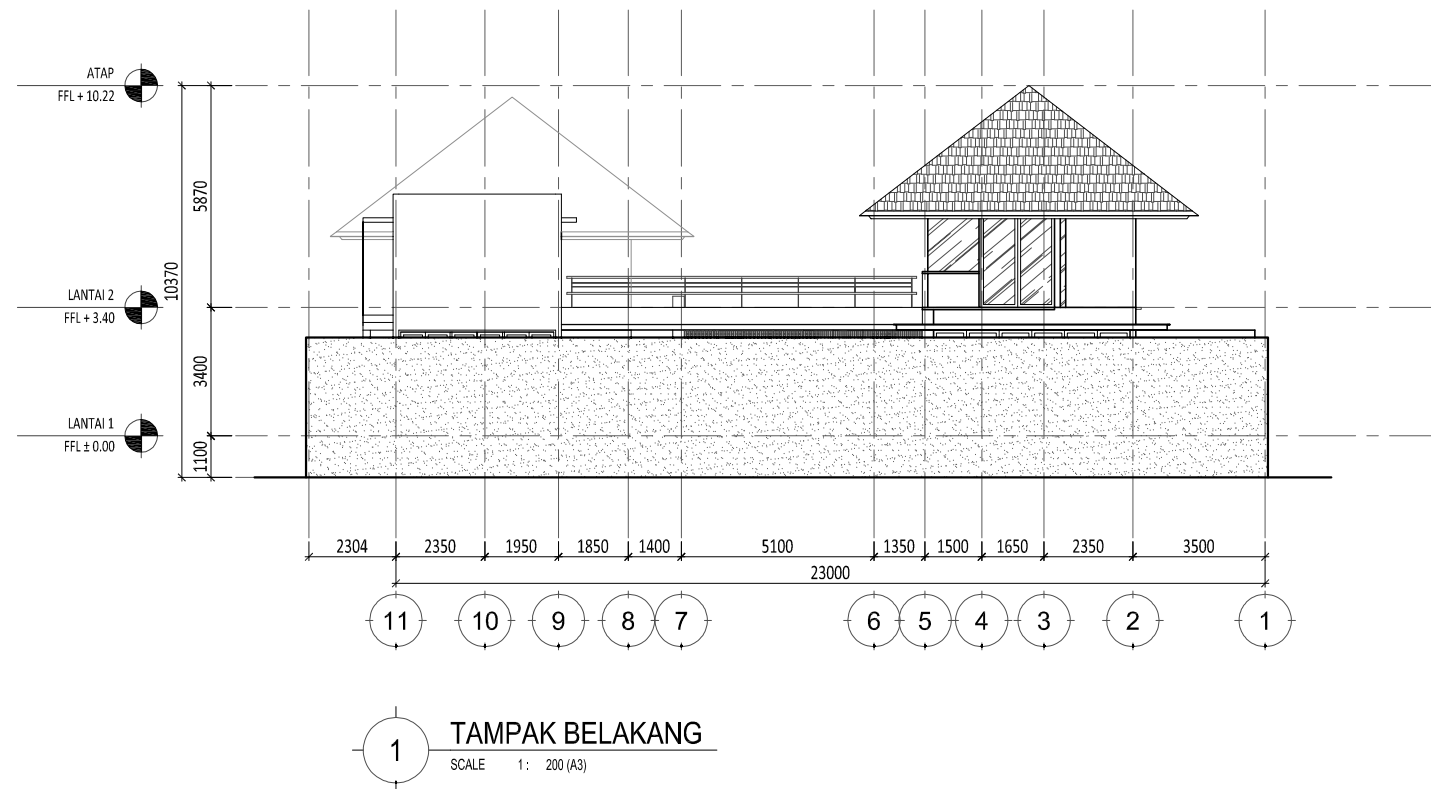 ATAP
FFL + 10.22
5870
10370
LANTAI 2
FFL + 3.40
3400
LANTAI 1
FFL ± 0.00
1100
2304 2350 1950 1850 1400 5100 1350 1500 1650 2350 3500
23000
11 10 9 8 7 6 5 4 3 2 1
1 TAMPAK BELAKANG
SCALE 1 : 200 (A3)